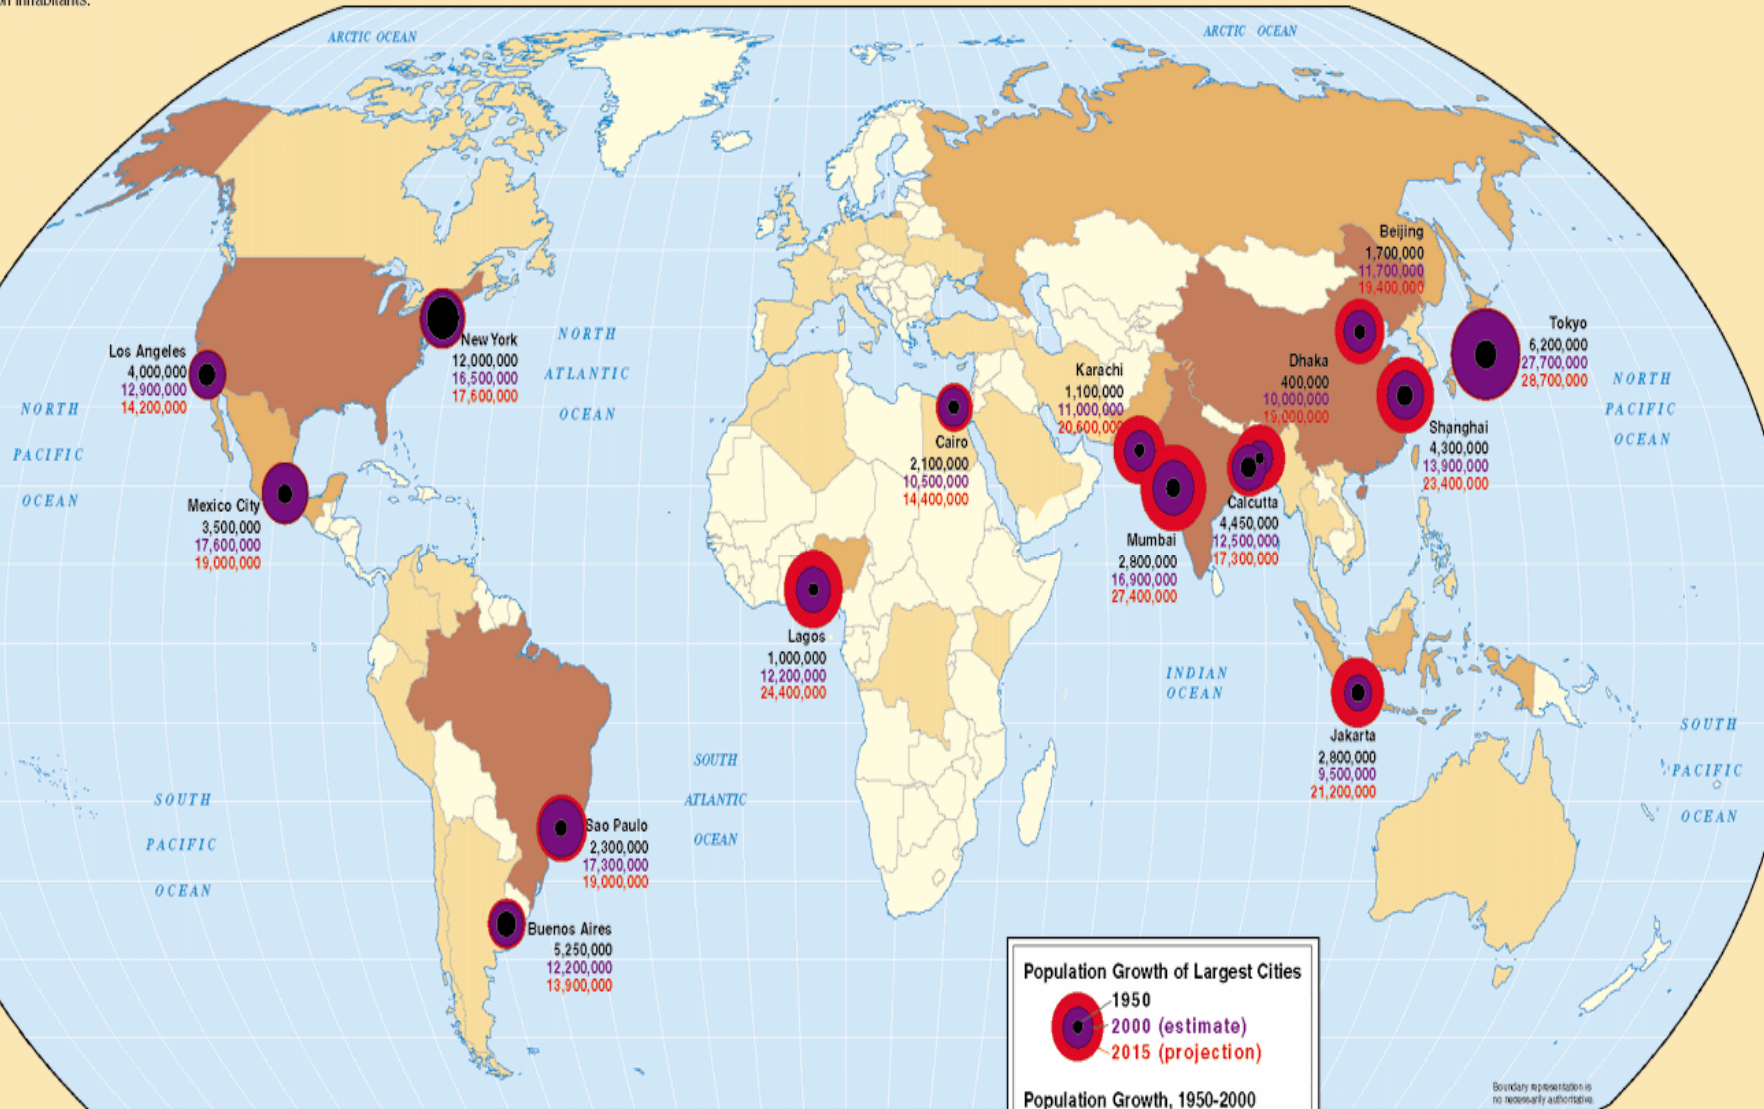 on inhabitants.
ARCTIC OCEAN
ARCTIC OCEAN
Beijing
1,700,000
11,700,000
19,400,000
Tokyo
6,200,000
27,700,000
28,700,000
New York
12,000,000
16,500,000
17,600,000
Los Angeles
4,000,000
12,900,000
14,200,000
NORTH
ATLANTIC
OCEAN
Dhaka
400,000
10,000,000
19,000,000
Karachi
1,100,000
11,000,000
20,600,000
NORTH
PACIFIC
OCEAN
NORTH
PACIFIC
OCEAN
Cairo
2,100,000
10,500,000
14,400,000
Shanghai
4,300,000
13,900,000
23,400,000
Mexico City
3,500,000
17,600,000
19,000,000
Calcutta
4,450,000
12,500,000
17,300,000
Mumbai
2,800,000
16,900,000
27,400,000
Lagos
1,000,000
12,200,000
24,400,000
INDIAN
OCEAN
Jakarta
2,800,000
9,500,000
21,200,000
SOUTH
PACIFIC
OCEAN
SOUTH
ATLANTIC
OCEAN
SOUTH
PACIFIC
OCEAN
Sao Paulo
2,300,000
17,300,000
19,000,000
Buenos Aires
5,250,000
12,200,000
13,900,000
Population Growth of Largest Cities
1950
2000 (estimate)
2015 (projection)
Population Growth, 1950-2000
Boundary representation is
no necessarily authoritative.